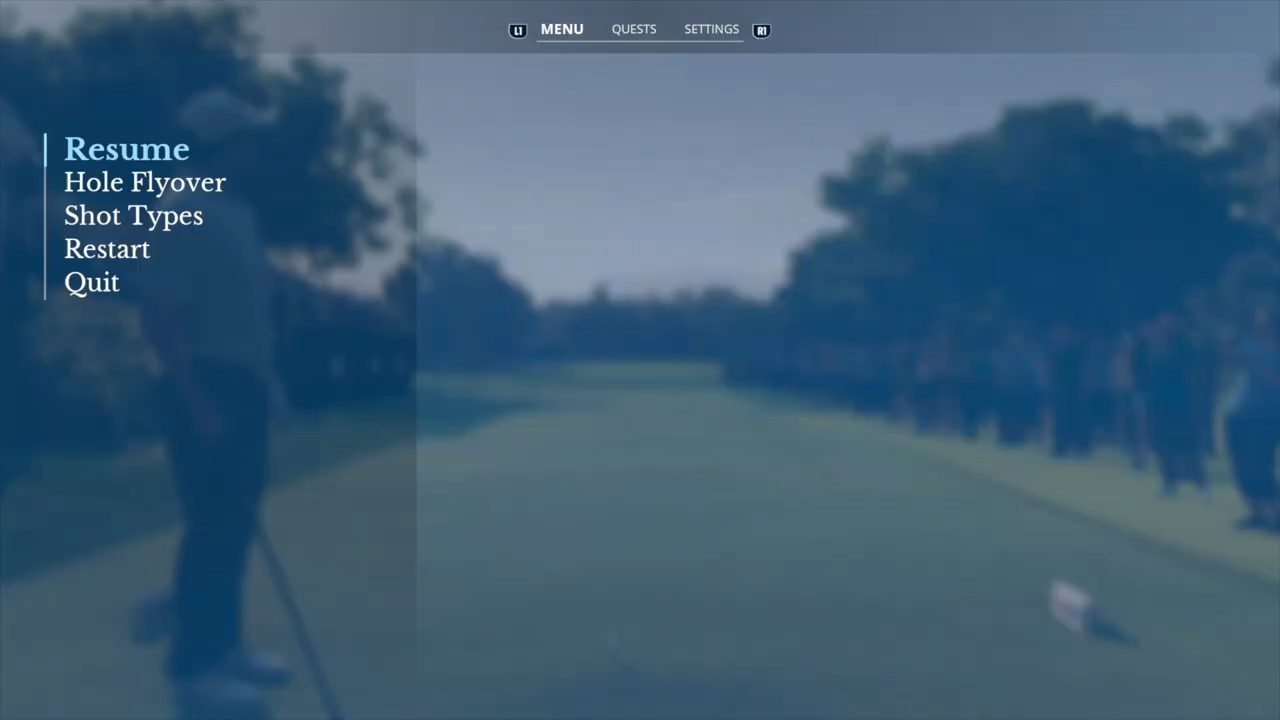 L1 MENU QUESTS SETTINGS R1
Resume
Hole Flyover
Shot Types
Restart
Quit